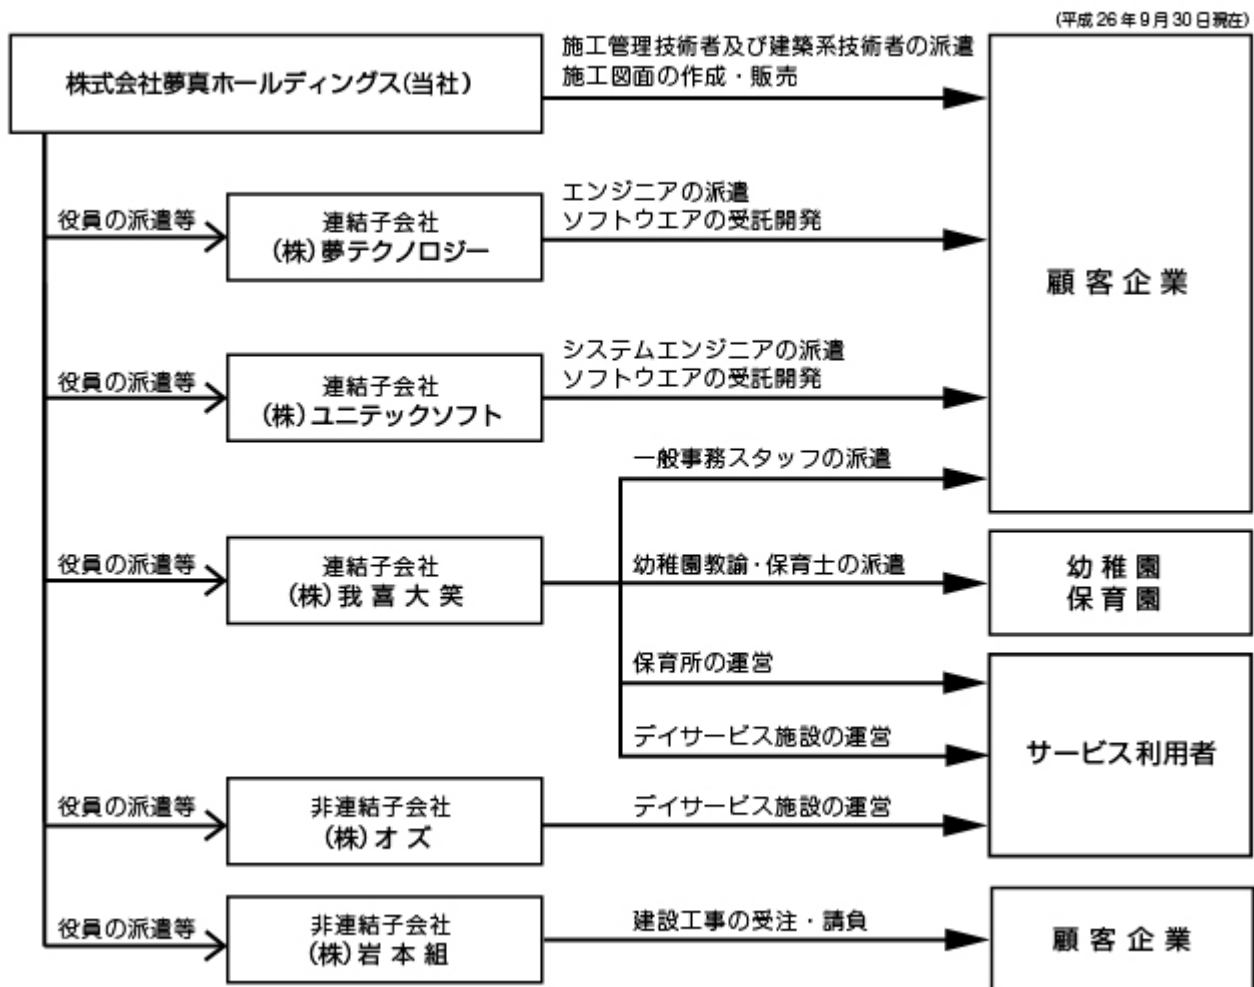 (平成26年9月30日現在)
株式会社夢真ホールディングス(当社)
施工管理技術者及び建築系技術者の派遣
施工図面の作成・販売
顧客企業
役員の派遣等
連結子会社
(株)夢テクノロジー
エンジニアの派遣
ソフトウエアの受託開発
役員の派遣等
連結子会社
(株)ユニテックソフト
システムエンジニアの派遣
ソフトウエアの受託開発
一般事務スタッフの派遣
役員の派遣等
連結子会社
(株)我喜大笑
幼稚園教諭・保育士の派遣
幼稚園
保育園
保育所の運営
デイサービス施設の運営
サービス利用者
役員の派遣等
非連結子会社
(株)オズ
デイサービス施設の運営
役員の派遣等
非連結子会社
(株)岩本組
建設工事の受注・請負
顧客企業